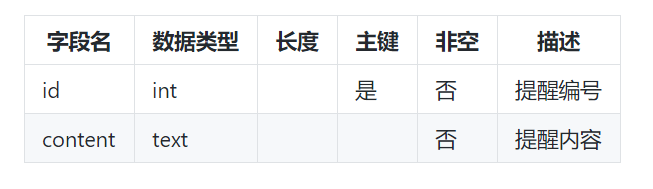 字段名 数据类型 长度 主键 非空 描述
id int 是 否 提醒编号
content text 否 提醒内容